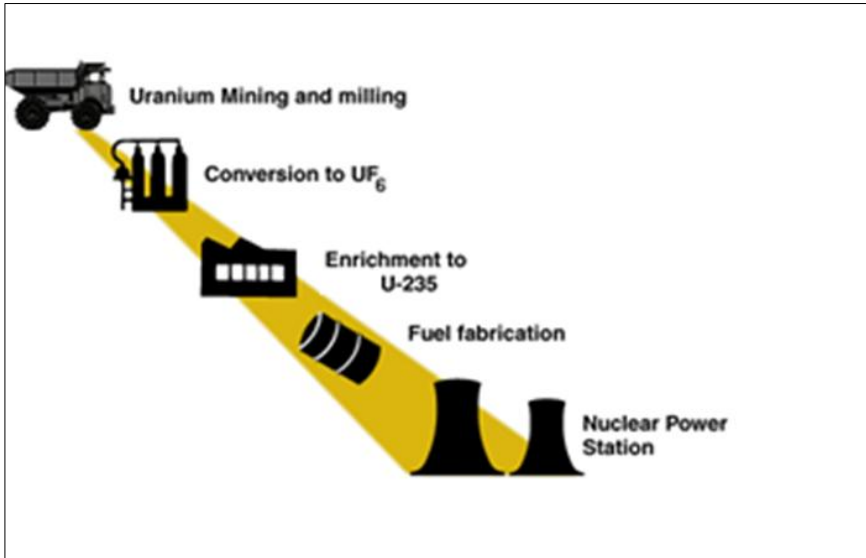 Uranium Mining and milling
Conversion to UF6
Enrichment to
U-235
Fuel fabrication
Nuclear Power
Station